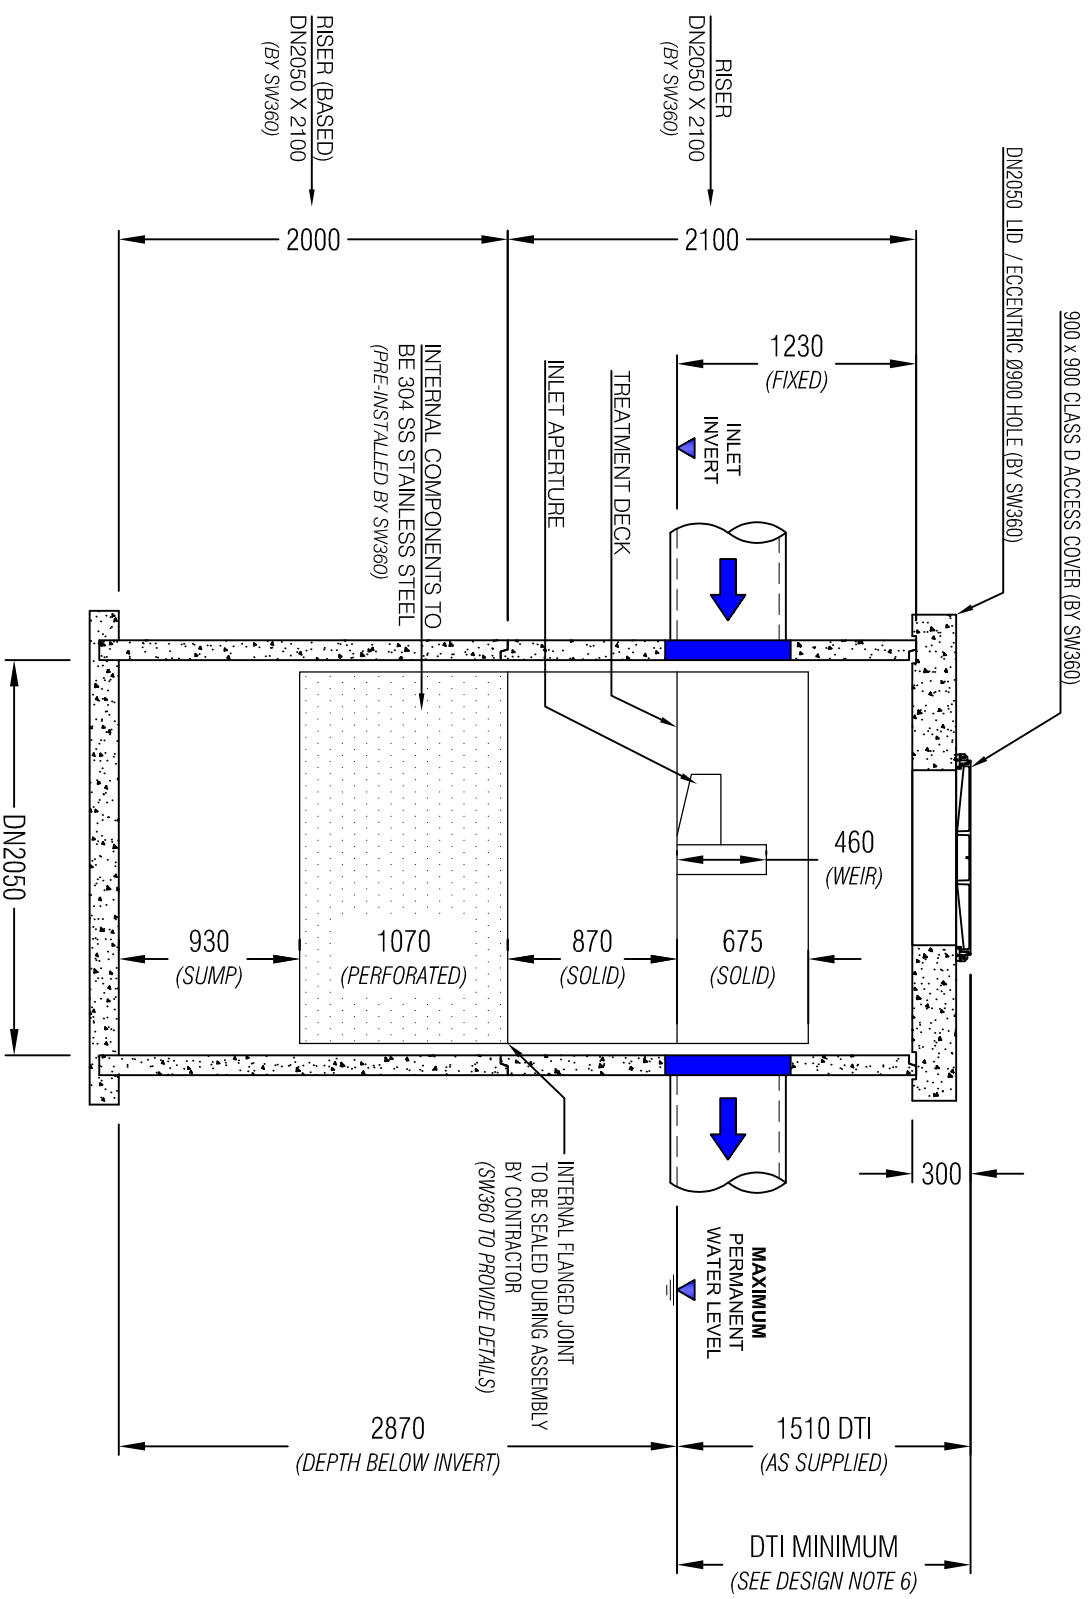 900 x 900 CLASS D ACCESS COVER (BY SW360)
DN2050 LID / ECCENTRIC Ø900 HOLE (BY SW360)
RISER
DN2050 X 2100
(BY SW360)
RISER (BASED)
DN2050 X 2100
(BY SW360)
2000
2100
1230
(FIXED)
INLET
INVERT
TREATMENT DECK
INLET APERTURE
INTERNAL COMPONENTS TO
BE 304 SS STAINLESS STEEL
(PRE-INSTALLED BY SW360)
460
(WEIR)
930
(SUMP)
1070
(PERFORATED)
870
(SOLID)
675
(SOLID)
DN2050
300
INTERNAL FLANGED JOINT
TO BE SEALED DURING ASSEMBLY
BY CONTRACTOR
(SW360 TO PROVIDE DETAILS)
MAXIMUM
PERMANENT
WATER LEVEL
2870
(DEPTH BELOW INVERT)
1510 DTI
(AS SUPPLIED)
DTI MINIMUM
(SEE DESIGN NOTE 6)